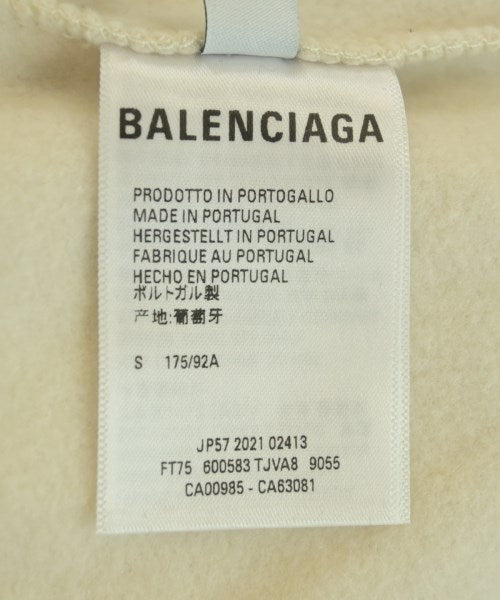 BALENCIAGA
PRODOTTO IN PORTOGALLO
MADE IN PORTUGAL
HERGESTELLT IN PORTUGAL
FABRIQUE AU PORTUGAL
HECHO EN PORTUGAL
ポルトガル製
产地:葡萄牙
S 175/92A
JP57 2021 02413
FT75 600583 TJVA8 9055
CA00985 - CA63081